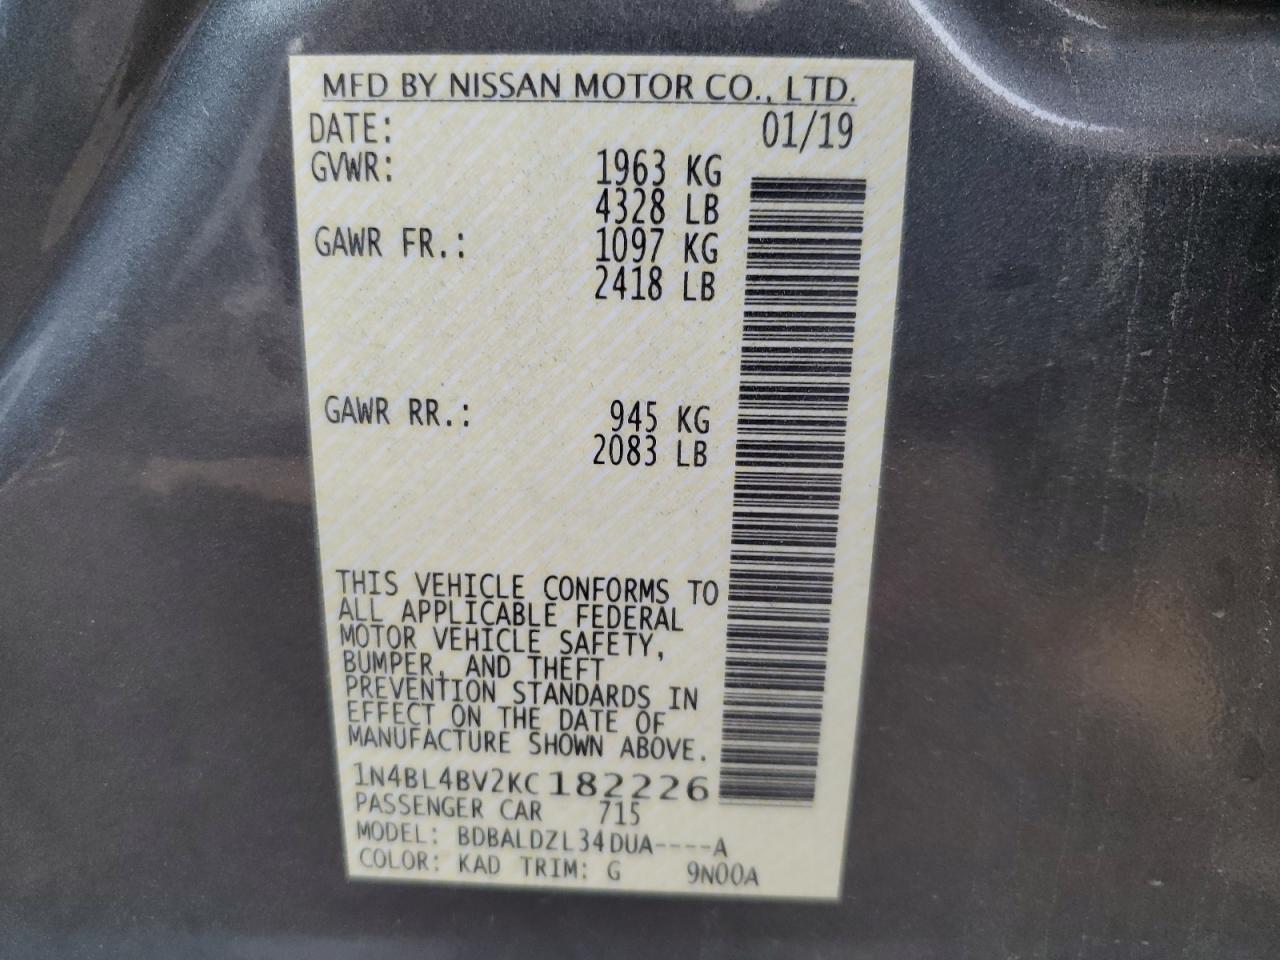 MFD BY NISSAN MOTOR CO., LTD.
DATE: 01/19
GVWR: 1963 KG
4328 LB
GAWR FR.: 1097 KG
2418 LB
GAWR RR.: 945 KG
2083 LB
THIS VEHICLE CONFORMS TO
ALL APPLICABLE FEDERAL
MOTOR VEHICLE SAFETY,
BUMPER, AND THEFT
PREVENTION STANDARDS IN
EFFECT ON THE DATE OF
MANUFACTURE SHOWN ABOVE.
1N4BL4BV2KC182226
PASSENGER CAR 715
MODEL: BDBALDZL34DUA----A
COLOR: KAD TRIM: G 9N00A